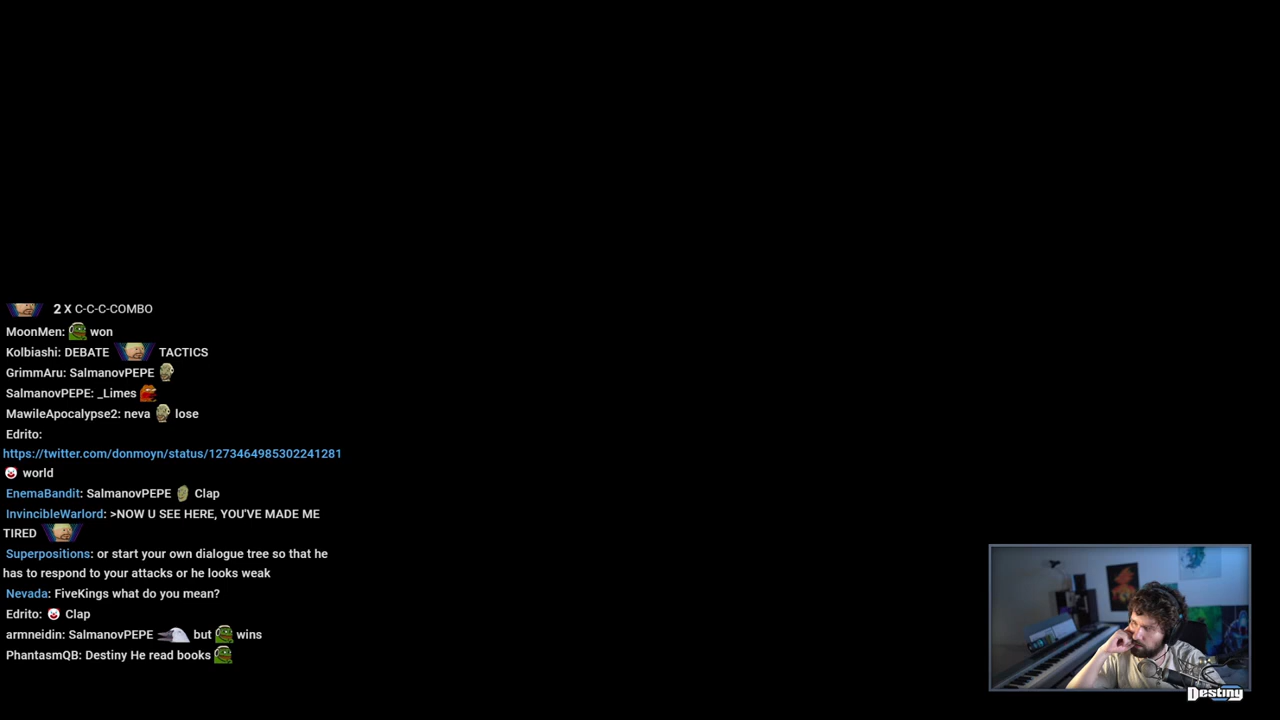 2 X C-C-C-COMBO
MoonMen: won
Kolbiashi: DEBATE TACTICS
GrimmAru: SalmanovPEPE
SalmanovPEPE: _Limes
MawileApocalypse2: neva lose
Edrito:
https://twitter.com/donmoyn/status/1273464985302241281
world
EnemaBandit: SalmanovPEPE Clap
InvincibleWarlord: >NOW U SEE HERE, YOU'VE MADE ME
TIRED
Superpositions: or start your own dialogue tree so that he
has to respond to your attacks or he looks weak
Nevada: FiveKings what do you mean?
Edrito: Clap
armneidin: SalmanovPEPE but wins
PhantasmQB: Destiny He read books
Destiny